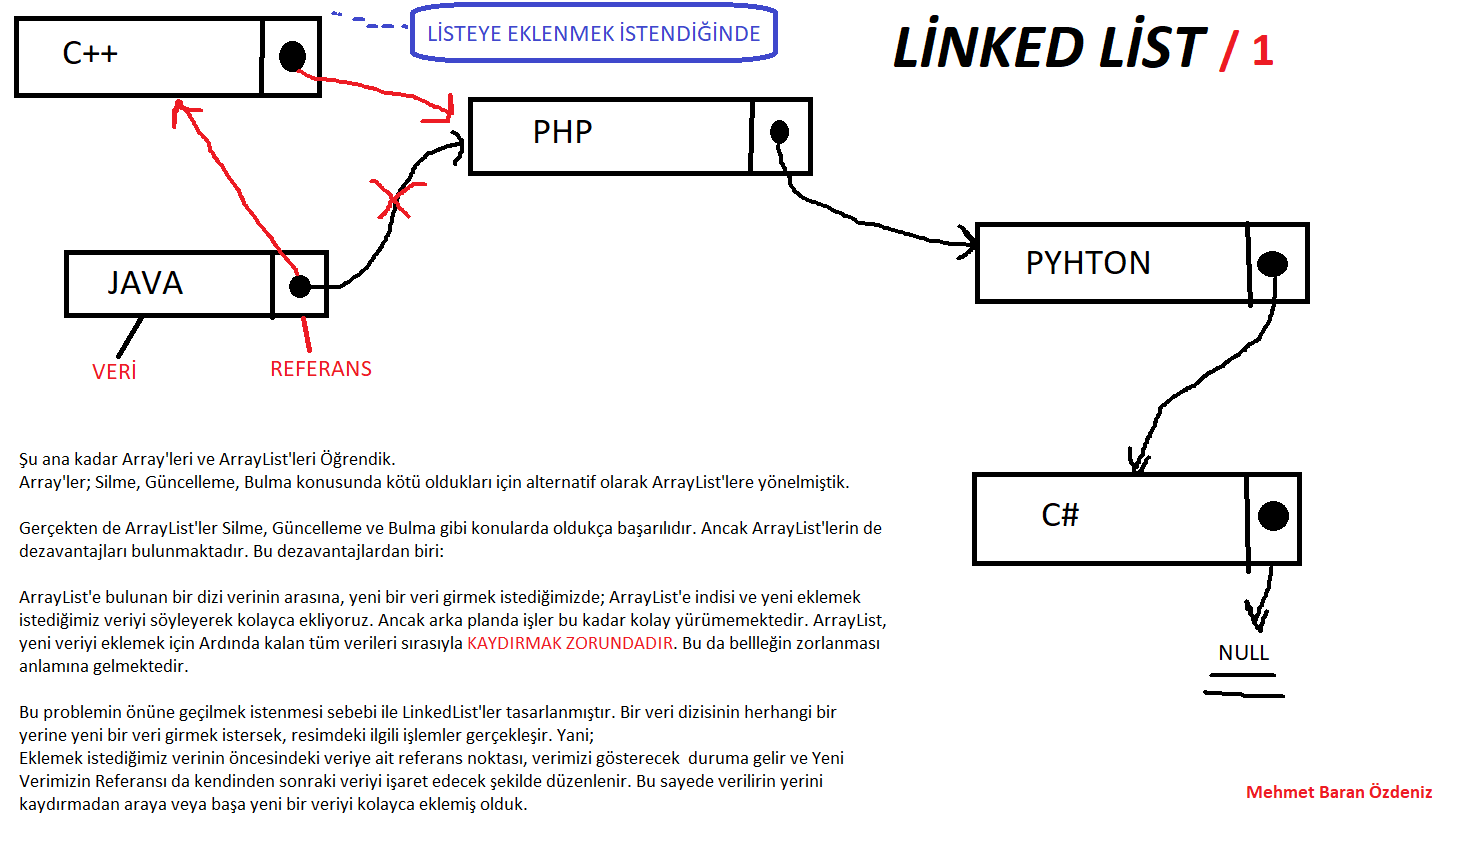 LİNKED LİST / 1
LİSTEYE EKLENMEK İSTENDİĞİNDE
C++
PHP
PYHTON
JAVA
VERİ
REFERANS
C#
NULL
Şu ana kadar Array'leri ve ArrayList'leri Öğrendik.
Array'ler; Silme, Güncelleme, Bulma konusunda kötü oldukları için alternatif olarak ArrayList'lere yönelmiştik.
Gerçekten de ArrayList'ler Silme, Güncelleme ve Bulma gibi konularda oldukça başarılıdır. Ancak ArrayList'lerin de
dezavantajları bulunmaktadır. Bu dezavantajlardan biri:
ArrayList'e bulunan bir dizi verinin arasına, yeni bir veri girmek istediğimizde; ArrayList'e indisi ve yeni eklemek
istediğimiz veriyi söyleyerek kolayca ekliyoruz. Ancak arka planda işler bu kadar kolay yürümemektedir. ArrayList,
yeni veriyi eklemek için Ardında kalan tüm verileri sırasıyla KAYDIRMAK ZORUNDADIR. Bu da bellleğin zorlanması
anlamına gelmektedir.
Bu problemin önüne geçilmek istenmesi sebebi ile LinkedList'ler tasarlanmıştır. Bir veri dizisinin herhangi bir
yerine yeni bir veri girmek istersek, resimdeki ilgili işlemler gerçekleşir. Yani;
Eklemek istediğimiz verinin öncesindeki veriye ait referans noktası, verimizi gösterecek  duruma gelir ve Yeni
Verimizin Referansı da kendinden sonraki veriyi işaret edecek şekilde düzenlenir. Bu sayede verilirin yerini
kaydırmadan araya veya başa yeni bir veriyi kolayca eklemiş olduk.
Mehmet Baran Özdeniz